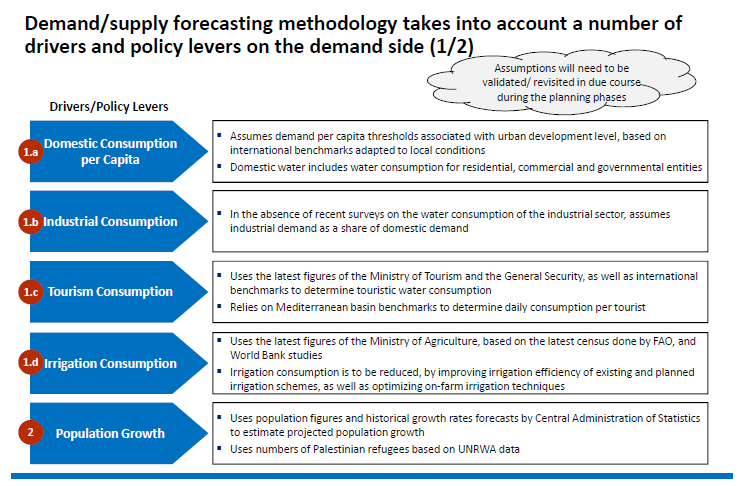 Demand/supply forecasting methodology takes into account a number of
drivers and policy levers on the demand side (1/2)
Assumptions will need to be
validated/ revisited in due course
during the planning phases
Drivers/Policy Levers
1.a
Domestic Consumption
per Capita
▪ Assumes demand per capita thresholds associated with urban development level, based on
international benchmarks adapted to local conditions
▪ Domestic water includes water consumption for residential, commercial and governmental entities
1.b
Industrial Consumption
▪ In the absence of recent surveys on the water consumption of the industrial sector, assumes
industrial demand as a share of domestic demand
1.c
Tourism Consumption
▪ Uses the latest figures of the Ministry of Tourism and the General Security, as well as international
benchmarks to determine touristic water consumption
▪ Relies on Mediterranean basin benchmarks to determine daily consumption per tourist
1.d
Irrigation Consumption
▪ Uses the latest figures of the Ministry of Agriculture, based on the latest census done by FAO, and
World Bank studies
▪ Irrigation consumption is to be reduced, by improving irrigation efficiency of existing and planned
irrigation schemes, as well as optimizing on-farm irrigation techniques
2
Population Growth
▪ Uses population figures and historical growth rates forecasts by Central Administration of Statistics
to estimate projected population growth
▪ Uses numbers of Palestinian refugees based on UNRWA data